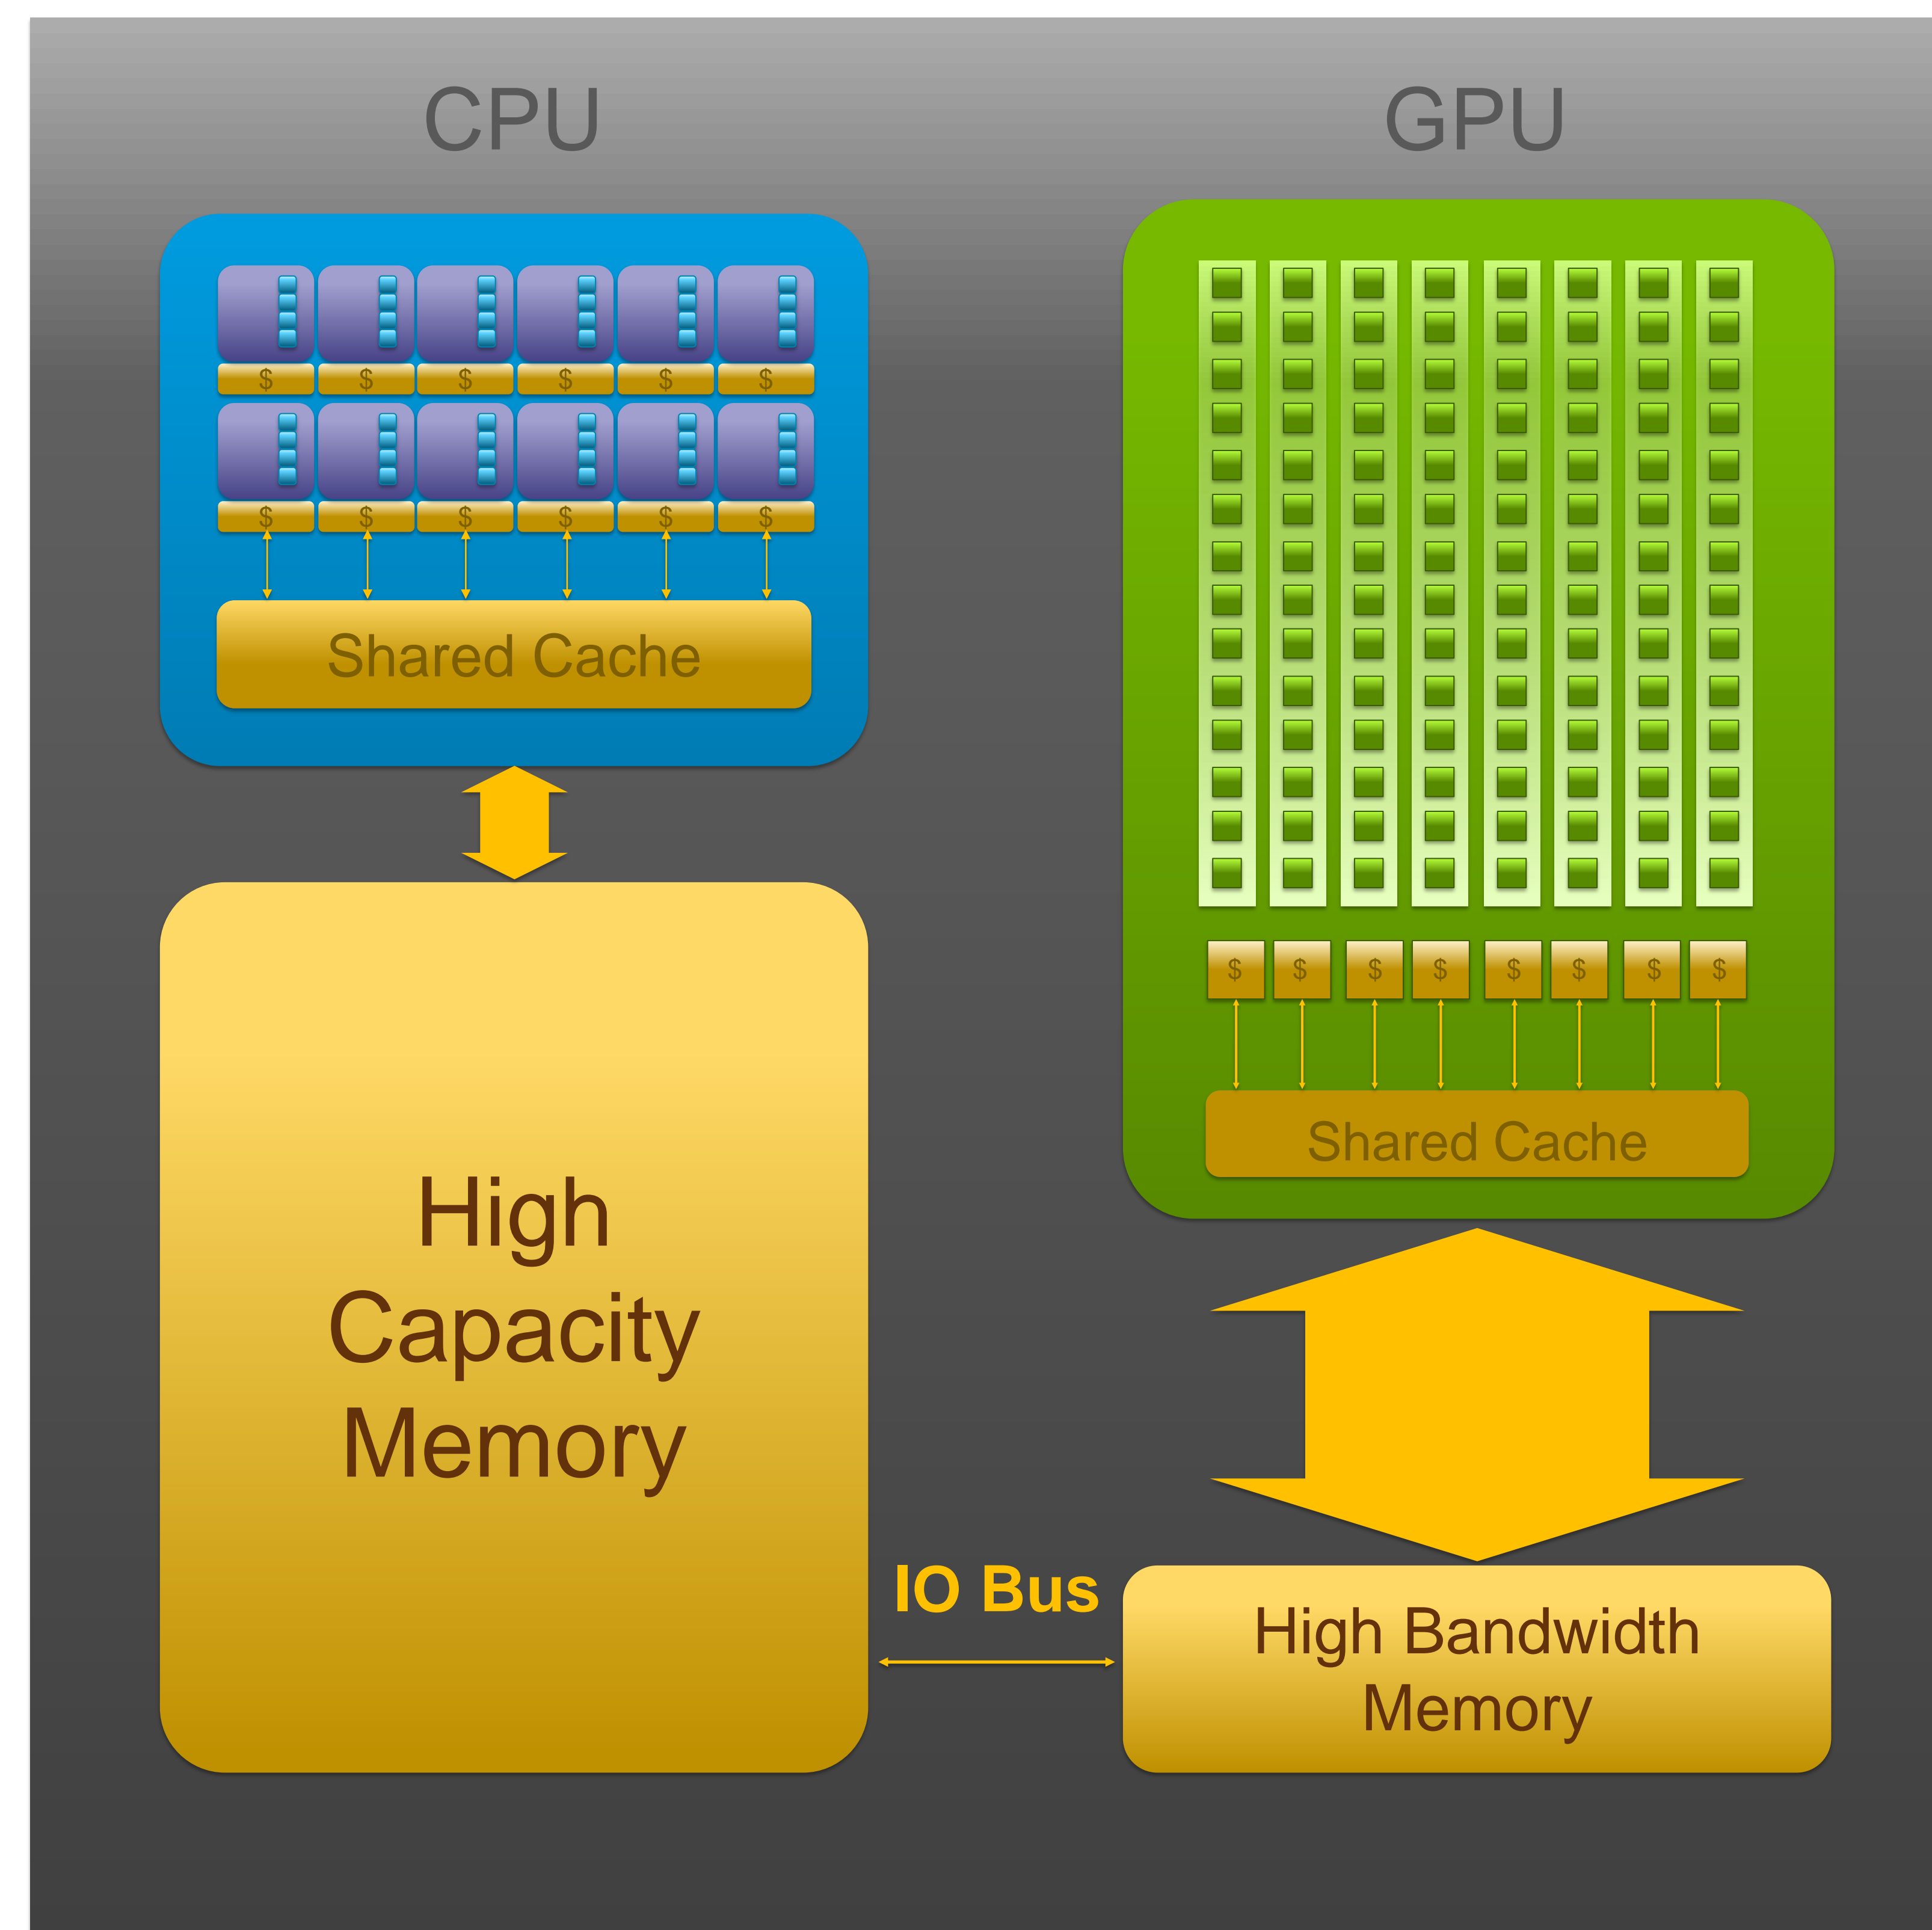 CPU
GPU
$ $ $ $ $ $
$ $ $ $ $ $
Shared Cache
High
Capacity
Memory
$ $ $ $ $ $ $ $
Shared Cache
IO Bus
High Bandwidth
Memory